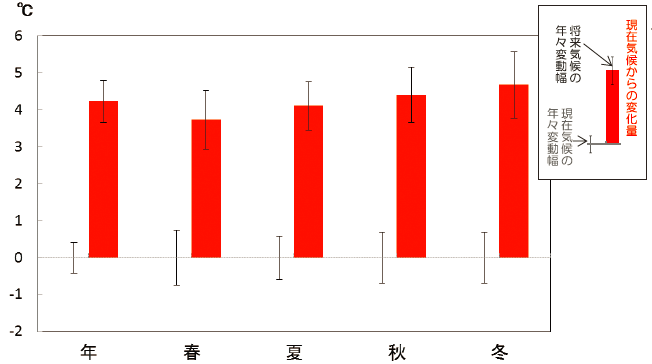 ℃
6
5
4
3
2
1
0
-1
-2
年 春 夏 秋 冬
現在気候からの変化量
将来気候の
年々変動幅
現在気候の
年々変動幅